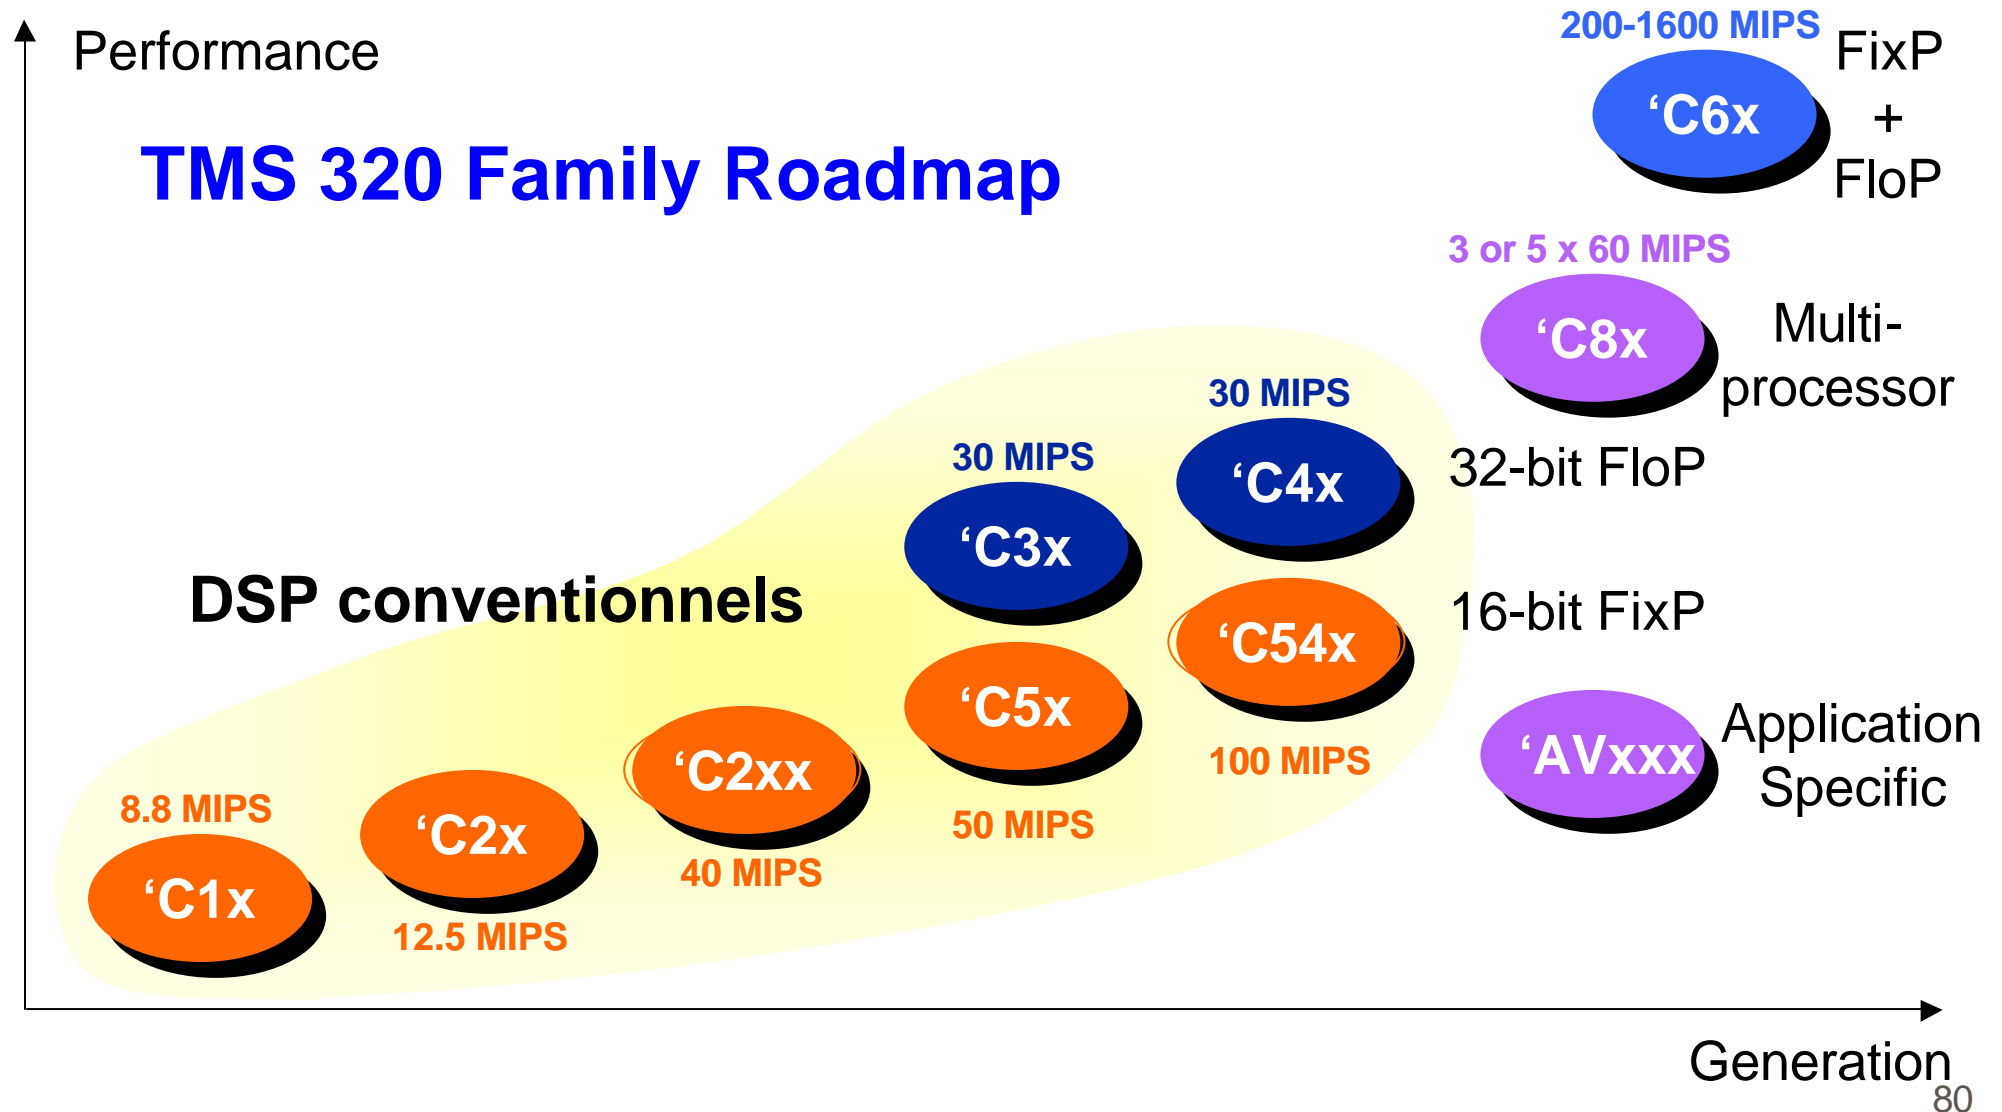 Performance
TMS 320 Family Roadmap
200-1600 MIPS
‘C6x
FixP
+
FloP
3 or 5 x 60 MIPS
‘C8x
Multi-
processor
30 MIPS
‘C4x
32-bit FloP
30 MIPS
‘C3x
DSP conventionnels
‘C54x
16-bit FixP
100 MIPS
‘C5x
50 MIPS
‘AVxxx
Application
Specific
‘C2xx
40 MIPS
‘C2x
12.5 MIPS
8.8 MIPS
‘C1x
Generation
80